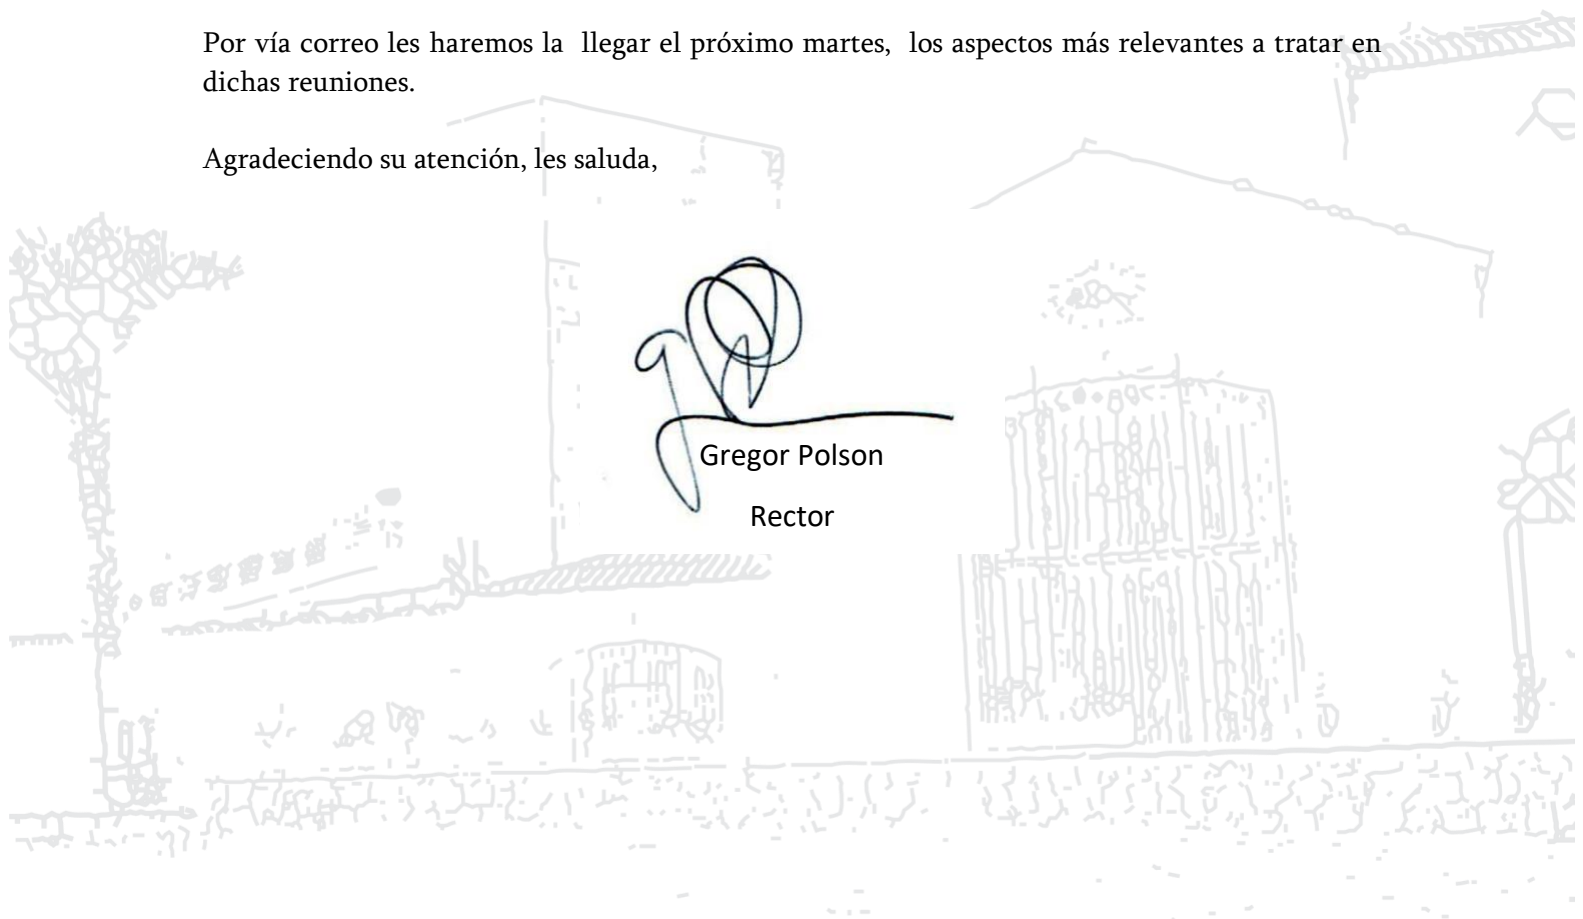 Por vía correo les haremos la  llegar el próximo martes,  los aspectos más relevantes a tratar en
dichas reuniones.
Agradeciendo su atención, les saluda,
Gregor Polson
Rector